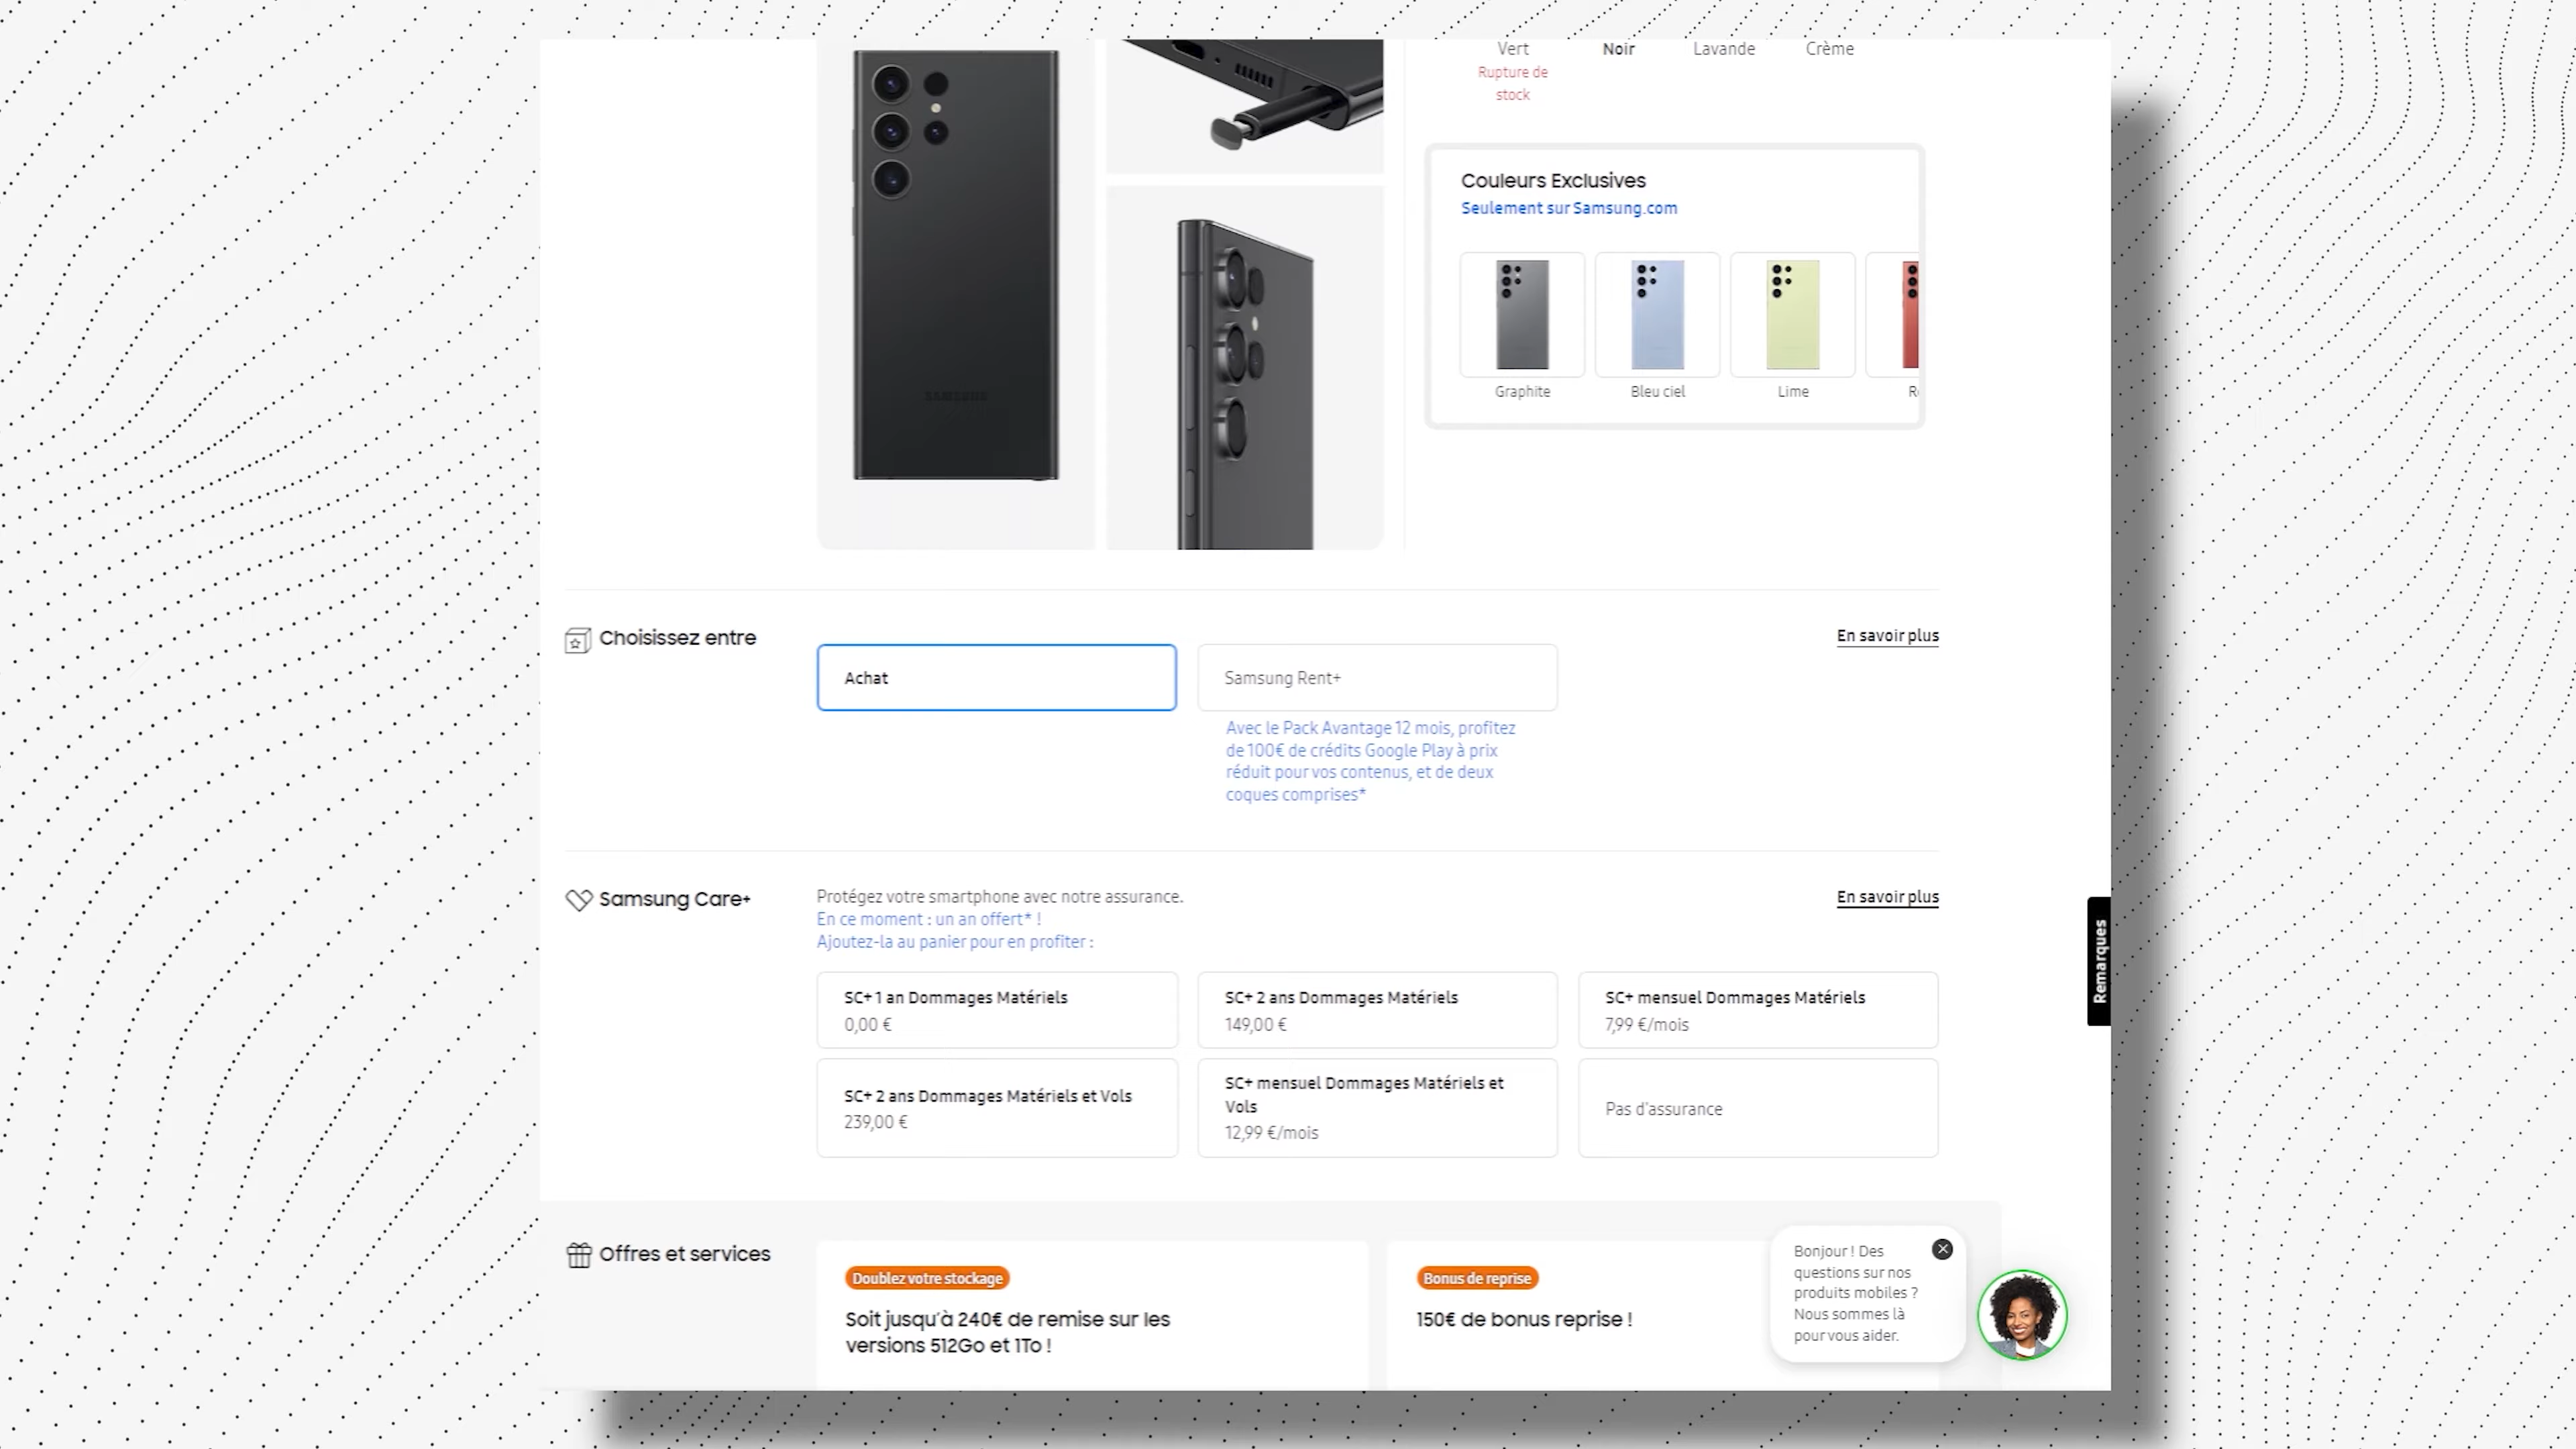 Vert
Noir
Lavande
Crème
Rupture de
stock
SAMSUNG
Couleurs Exclusives
Seulement sur Samsung.com
Graphite
Bleu ciel
Lime
Choisissez entre
En savoir plus
Achat
Samsung Rent+
Avec le Pack Avantage 12 mois, profitez
de 100€ de crédits Google Play à prix
réduit pour vos contenus, et de deux
coques comprises*
Samsung Care+
Protégez votre smartphone avec notre assurance.
En ce moment : un an offert* !
Ajoutez-la au panier pour en profiter :
En savoir plus
SC+ 1 an Dommages Matériels
0,00 €
SC+ 2 ans Dommages Matériels
149,00 €
SC+ mensuel Dommages Matériels
7,99 €/mois
SC+ 2 ans Dommages Matériels et Vols
239,00 €
SC+ mensuel Dommages Matériels et
Vols
12,99 €/mois
Pas d'assurance
Remarques
Offres et services
Doublez votre stockage
Soit jusqu'à 240€ de remise sur les
versions 512Go et 1To !
Bonus de reprise
150€ de bonus reprise !
Bonjour ! Des
questions sur nos
produits mobiles ?
Nous sommes là
pour vous aider.